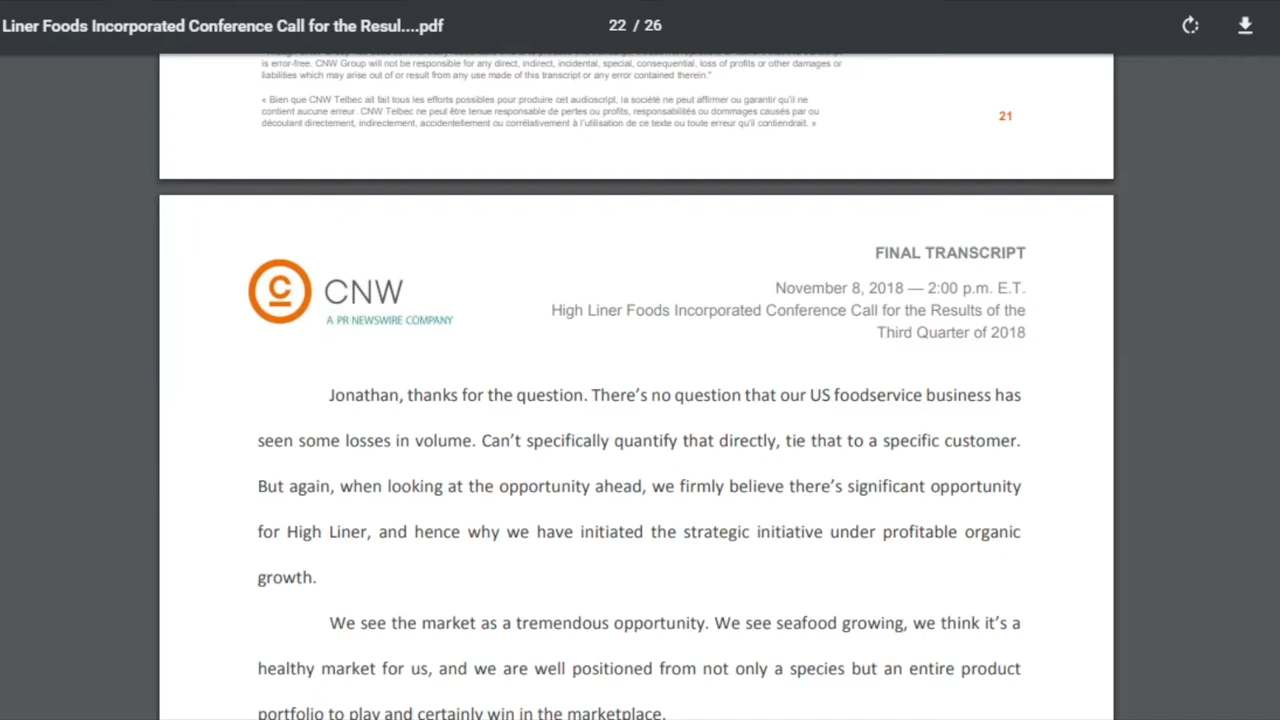 Liner Foods Incorporated Conference Call for the Resul....pdf
22 / 26
is error-free. CNW Group will not be responsible for any direct, indirect, incidental, special, consequential, loss of profits or other damages or
liabilities which may arise out of or result from any use made of this transcript or any error contained therein."
« Bien que CNW Telbec ait fait tous les efforts possibles pour produire cet audioscript, la société ne peut affirmer ou garantir qu'il ne
contient aucune erreur. CNW Telbec ne peut être tenue responsable de pertes ou profits, responsabilités ou dommages causés par ou
découlant directement, indirectement, accidentellement ou corrélativement à l'utilisation de ce texte ou toute erreur qu'il contiendrait. »
21
FINAL TRANSCRIPT
CNW
A PR NEWSWIRE COMPANY
November 8, 2018 — 2:00 p.m. E.T.
High Liner Foods Incorporated Conference Call for the Results of the
Third Quarter of 2018
Jonathan, thanks for the question. There's no question that our US foodservice business has
seen some losses in volume. Can't specifically quantify that directly, tie that to a specific customer.
But again, when looking at the opportunity ahead, we firmly believe there's significant opportunity
for High Liner, and hence why we have initiated the strategic initiative under profitable organic
growth.
We see the market as a tremendous opportunity. We see seafood growing, we think it's a
healthy market for us, and we are well positioned from not only a species but an entire product
portfolio to play and certainly win in the marketplace.